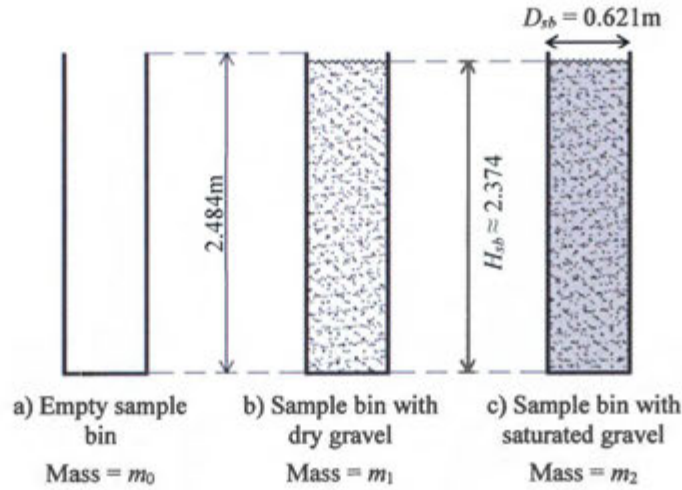 D_sb = 0.621m
2.484m
H_sb ≈ 2.374
a) Empty sample
bin
Mass = m₀
b) Sample bin with
dry gravel
Mass = m₁
c) Sample bin with
saturated gravel
Mass = m₂